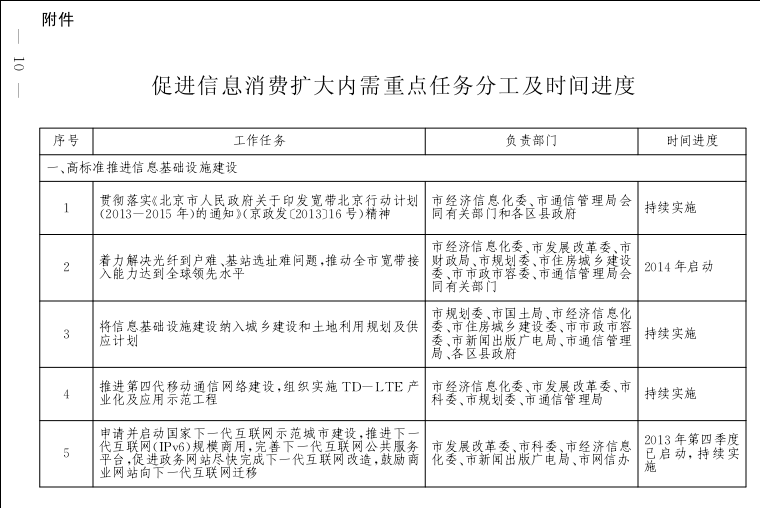 附件
— 10 —
促进信息消费扩大内需重点任务分工及时间进度
序号 工作任务 负责部门 时间进度
一、高标准推进信息基础设施建设
1
贯彻落实《北京市人民政府关于印发宽带北京行动计划
(2013—2015年)的通知》(京政发〔2013〕16号)精神
市经济信息化委、市通信管理局会
同有关部门和各区县政府
持续实施
2
着力解决光纤到户难、基站选址难问题,推动全市宽带接
入能力达到全球领先水平
市经济信息化委、市发展改革委、市
财政局、市规划委、市住房城乡建设
委、市市政市容委、市通信管理局会
同有关部门
2014年启动
3
将信息基础设施建设纳入城乡建设和土地利用规划及供
应计划
市规划委、市国土局、市经济信息化
委、市住房城乡建设委、市市政市容
委、市新闻出版广电局、市通信管理
局、各区县政府
持续实施
4
推进第四代移动通信网络建设,组织实施TD—LTE产
业化及应用示范工程
市经济信息化委、市发展改革委、市
科委、市规划委、市通信管理局
持续实施
5
申请并启动国家下一代互联网示范城市建设,推进下一
代互联网(IPv6)规模商用,完善下一代互联网公共服务
平台,促进政务网站尽快完成下一代互联网改造,鼓励商
业网站向下一代互联网迁移
市发展改革委、市科委、市经济信息
化委、市新闻出版广电局、市网信办
2013年第四季度
已启动,持续实
施